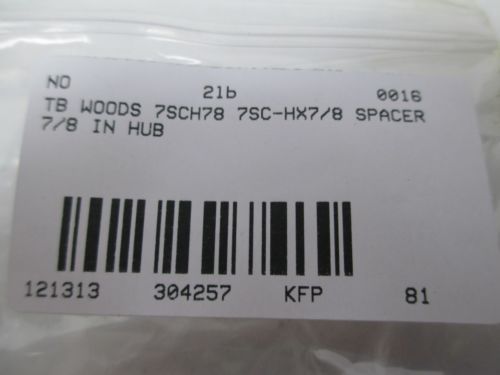 NO 21b 0016
TB WOODS 7SCH78 7SC-HX7/8 SPACER
7/8 IN HUB
121313 304257 KFP 81